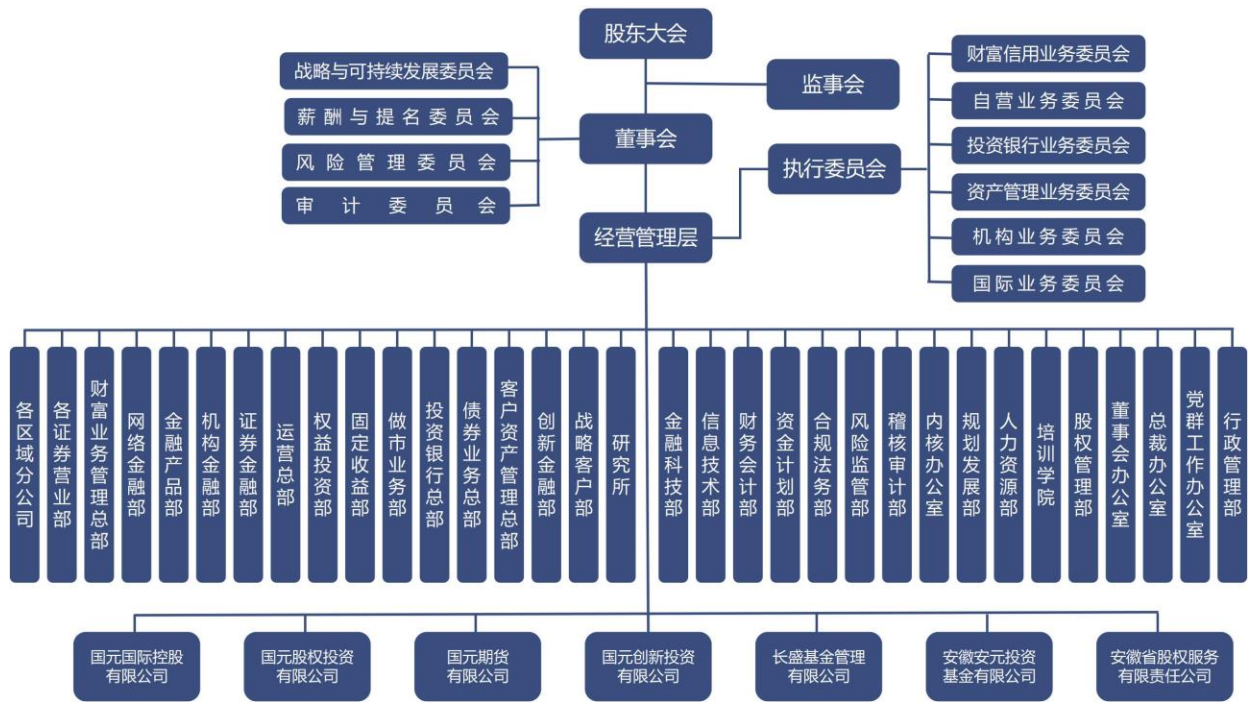 股东大会
战略与可持续发展委员会
薪酬与提名委员会
风险管理委员会
审计委员会
监事会
董事会
执行委员会
经营管理层
财富信用业务委员会
自营业务委员会
投资银行业务委员会
资产管理业务委员会
机构业务委员会
国际业务委员会
各区域分公司
各证券营业部
财富业务管理总部
网络金融部
金融产品部
机构金融部
证券金融部
运营总部
权益投资部
固定收益部
做市业务部
投资银行总部
债券业务总部
客户资产管理总部
创新金融部
战略客户部
研究所
金融科技部
信息技术部
财务会计部
资金计划部
合规法务部
风险监管部
稽核审计部
内核办公室
规划发展部
人力资源部
培训学院
股权管理部
董事会办公室
总裁办公室
党群工作办公室
行政管理部
国元国际控股
有限公司
国元股权投资
有限公司
国元期货
有限公司
国元创新投资
有限公司
长盛基金管理
有限公司
安徽安元投资
基金有限公司
安徽省股权服务
有限责任公司